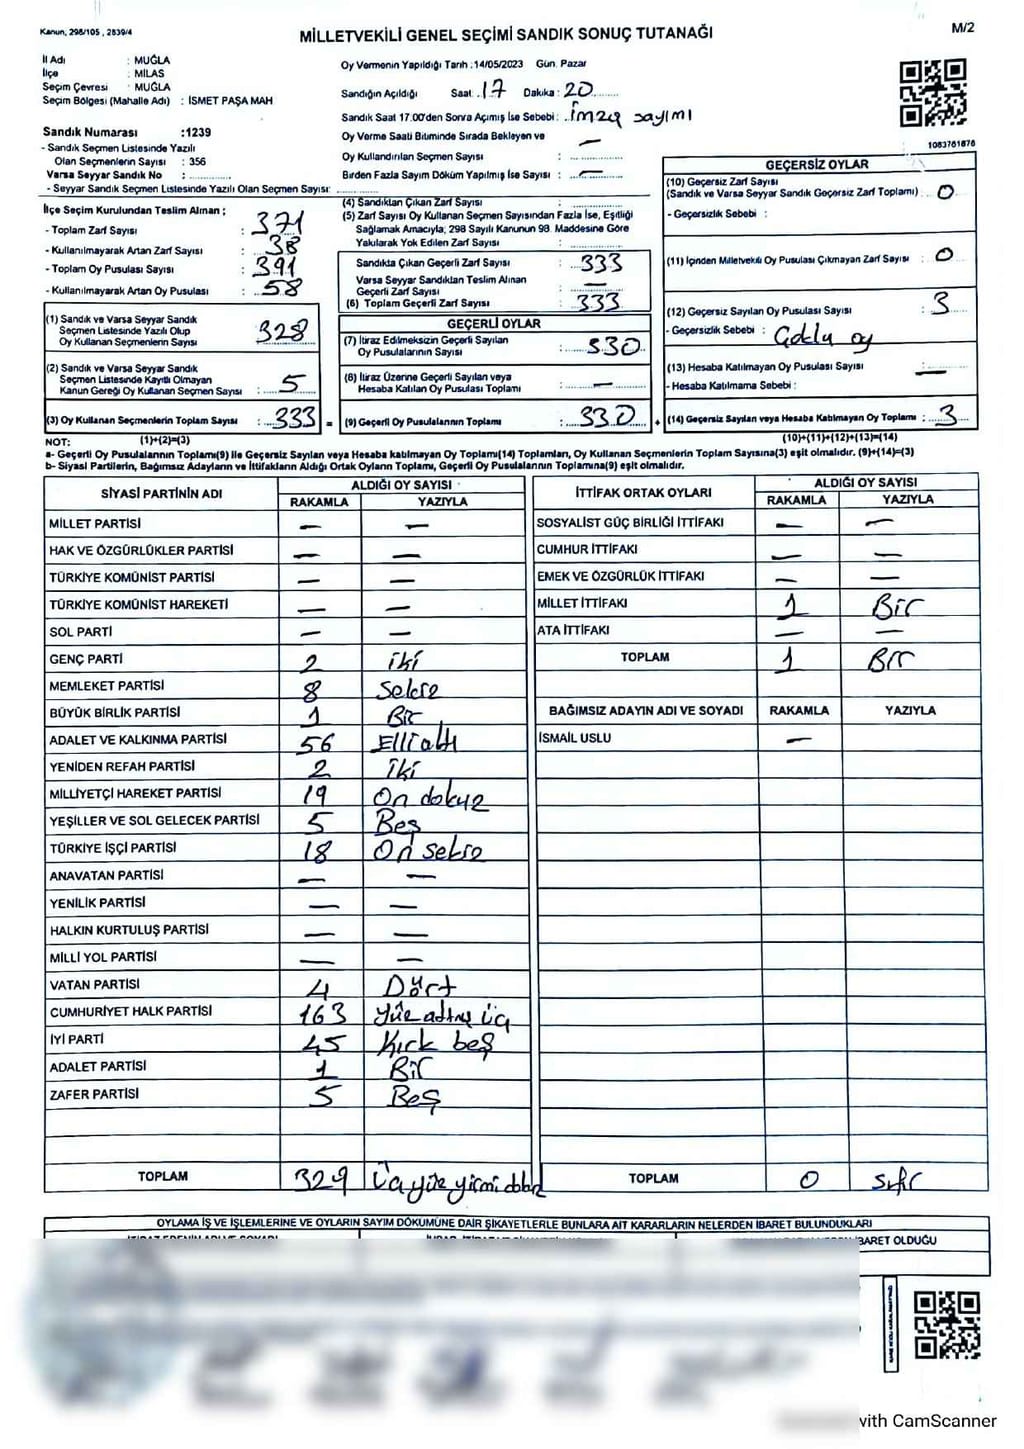 Kanun, 298/105 , 2839/4
MİLLETVEKİLİ GENEL SEÇİMİ SANDIK SONUÇ TUTANAĞI
M/2
İl Adı : MUĞLA
İlçe : MİLAS
Seçim Çevresi : MUĞLA
Seçim Bölgesi (Mahalle Adı) : İSMET PAŞA MAH
Oy Vermenin Yapıldığı Tarih :14/05/2023 Gün. Pazar
Sandığın Açıldığı Saat: 17 Dakika : 20
Sandık Saat 17.00'den Sonra Açımış İse Sebebi : imza sayımı
Oy Verme Saati Bitiminde Sırada Bekleyen ve
Oy Kullandırılan Seçmen Sayısı : —
Birden Fazla Sayım Döküm Yapılmış İse Sayısı : —
Sandık Numarası :1239
- Sandık Seçmen Listesinde Yazılı
Olan Seçmenlerin Sayısı : 356
Varsa Seyyar Sandık No :
- Seyyar Sandık Seçmen Listesinde Yazılı Olan Seçmen Sayısı:
1083761876
İlçe Seçim Kurulundan Teslim Alınan ;
- Toplam Zarf Sayısı : 371
- Kullanılmayarak Artan Zarf Sayısı : 38
- Toplam Oy Pusulası Sayısı : 391
- Kullanılmayarak Artan Oy Pusulası : 58
(1) Sandık ve Varsa Seyyar Sandık
Seçmen Listesinde Yazılı Olup
Oy Kullanan Seçmenlerin Sayısı : 328
(2) Sandık ve Varsa Seyyar Sandık
Seçmen Listesinde Kayıtlı Olmayan
Kanun Gereği Oy Kullanan Seçmen Sayısı : 5
(3) Oy Kullanan Seçmenlerin Toplam Sayısı : 333 =
(4) Sandıktan Çıkan Zarf Sayısı :
(5) Zarf Sayısı Oy Kullanan Seçmen Sayısından Fazla İse, Eşitliği
Sağlamak Amacıyla; 298 Sayılı Kanunun 98. Maddesine Göre
Yakılarak Yok Edilen Zarf Sayısı :
Sandıkta Çıkan Geçerli Zarf Sayısı : 333
Varsa Seyyar Sandıktan Teslim Alınan
Geçerli Zarf Sayısı : —
(6) Toplam Geçerli Zarf Sayısı : 333
GEÇERLİ OYLAR
(7) İtiraz Edilmeksizin Geçerli Sayılan
Oy Pusulalarının Sayısı : 330
(8) İtiraz Üzerine Geçerli Sayılan veya
Hesaba Katılan Oy Pusulası Toplamı : —
(9) Geçerli Oy Pusulalarının Toplamı : 330 +
GEÇERSİZ OYLAR
(10) Geçersiz Zarf Sayısı
(Sandık ve Varsa Seyyar Sandık Geçersiz Zarf Toplamı) : 0
- Geçersizlik Sebebi :
(11) İçinden Milletvekili Oy Pusulası Çıkmayan Zarf Sayısı : 0
(12) Geçersiz Sayılan Oy Pusulası Sayısı : 3
- Geçersizlik Sebebi : Çoklu oy
(13) Hesaba Katılmayan Oy Pusulası Sayısı : —
- Hesaba Katılmama Sebebi :
(14) Geçersiz Sayılan veya Hesaba Katılmayan Oy Toplamı : 3
NOT: (1)+(2)=(3) (10)+(11)+(12)+(13)=(14)
a- Geçerli Oy Pusulalarının Toplamı(9) ile Geçersiz Sayılan veya Hesaba katılmayan Oy Toplamı(14) Toplamları, Oy Kullanan Seçmenlerin Toplam Sayısına(3) eşit olmalıdır. (9)+(14)=(3)
b- Siyasi Partilerin, Bağımsız Adayların ve İttifakların Aldığı Ortak Oyların Toplamı, Geçerli Oy Pusulalarının Toplamına(9) eşit olmalıdır.
SİYASİ PARTİNİN ADI ALDIĞI OY SAYISI
RAKAMLA YAZIYLA
MİLLET PARTİSİ — —
HAK VE ÖZGÜRLÜKLER PARTİSİ — —
TÜRKİYE KOMÜNİST PARTİSİ — —
TÜRKİYE KOMÜNİST HAREKETİ — —
SOL PARTİ — —
GENÇ PARTİ 2 iki
MEMLEKET PARTİSİ 8 Sekiz
BÜYÜK BİRLİK PARTİSİ 1 Bir
ADALET VE KALKINMA PARTİSİ 56 Elli altı
YENİDEN REFAH PARTİSİ 2 iki
MİLLİYETÇİ HAREKET PARTİSİ 19 On dokuz
YEŞİLLER VE SOL GELECEK PARTİSİ 5 Beş
TÜRKİYE İŞÇİ PARTİSİ 18 On sekiz
ANAVATAN PARTİSİ — —
YENİLİK PARTİSİ — —
HALKIN KURTULUŞ PARTİSİ — —
MİLLİ YOL PARTİSİ — —
VATAN PARTİSİ 4 Dört
CUMHURİYET HALK PARTİSİ 163 Yüz altmış üç
İYİ PARTİ 45 Kırk beş
ADALET PARTİSİ 1 Bir
ZAFER PARTİSİ 5 Beş
TOPLAM 329 Üçyüz yirmi dokuz
İTTİFAK ORTAK OYLARI ALDIĞI OY SAYISI
RAKAMLA YAZIYLA
SOSYALİST GÜÇ BİRLİĞİ İTTİFAKI — —
CUMHUR İTTİFAKI — —
EMEK VE ÖZGÜRLÜK İTTİFAKI — —
MİLLET İTTİFAKI 1 Bir
ATA İTTİFAKI — —
TOPLAM 1 Bir
BAĞIMSIZ ADAYIN ADI VE SOYADI RAKAMLA YAZIYLA
İSMAİL USLU —
TOPLAM 0 sıfır
OYLAMA İŞ VE İŞLEMLERİNE VE OYLARIN SAYIM DÖKÜMÜNE DAİR ŞİKAYETLERLE BUNLARA AİT KARARLARIN NELERDEN İBARET BULUNDUKLARI
BARET OLDUĞU
with CamScanner